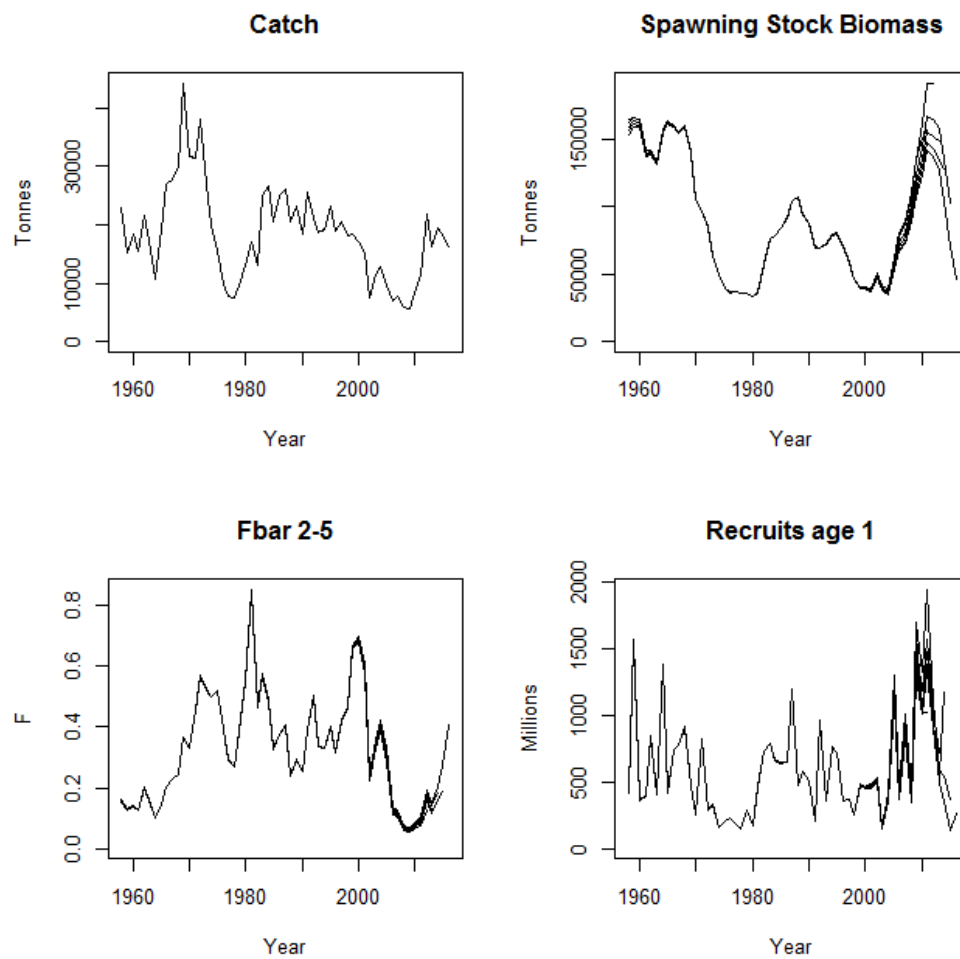 Catch
Tonnes
0 10000 30000
1960 1980 2000
Year
Spawning Stock Biomass
Tonnes
0 50000 150000
1960 1980 2000
Year
Fbar 2-5
F
0.0 0.2 0.4 0.6 0.8
1960 1980 2000
Year
Recruits age 1
Millions
0 500 1000 1500 2000
1960 1980 2000
Year